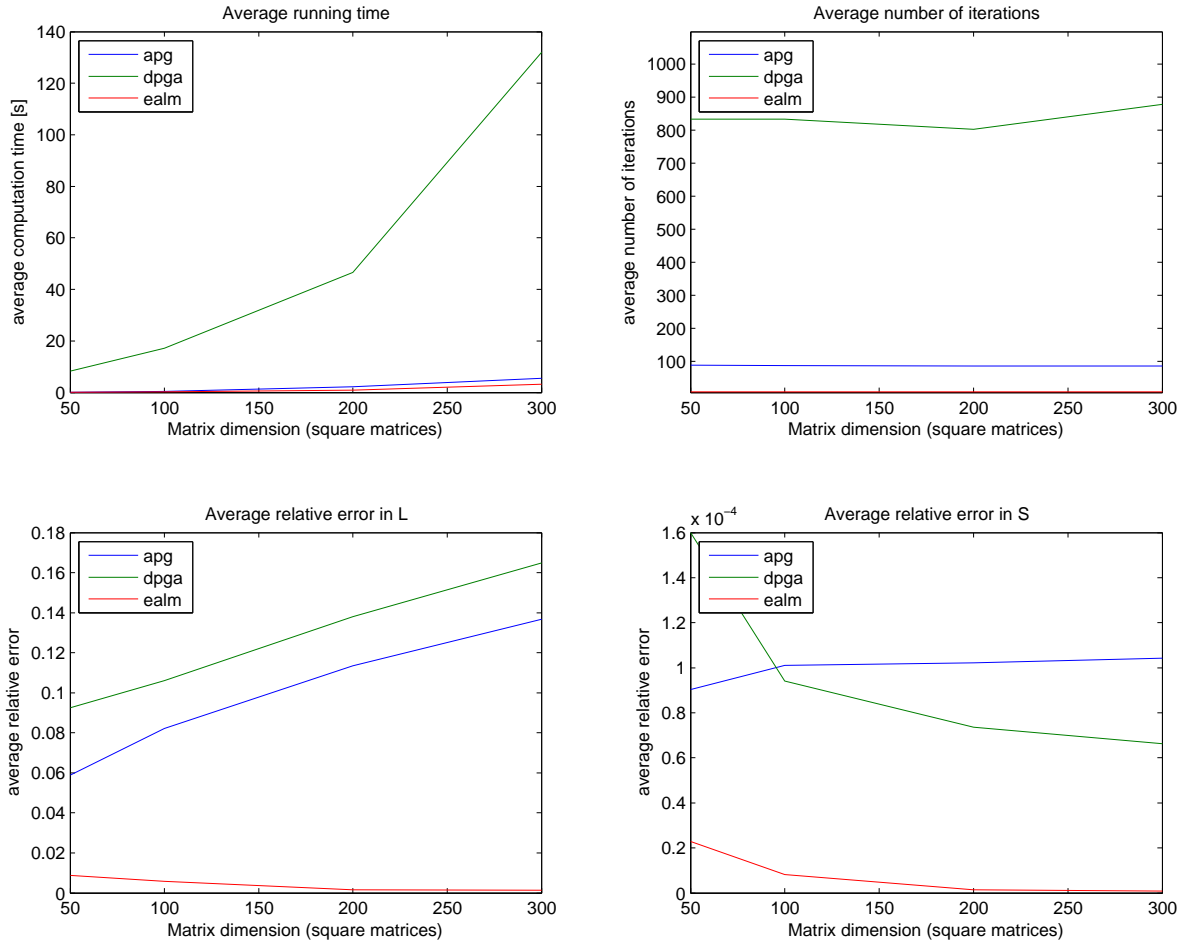 Average running time
140
120
100
80
60
40
20
0
average computation time [s]
apg
dpga
ealm
50 100 150 200 250 300
Matrix dimension (square matrices)
Average number of iterations
1000
900
800
700
600
500
400
300
200
100
average number of iterations
apg
dpga
ealm
50 100 150 200 250 300
Matrix dimension (square matrices)
Average relative error in L
0.18
0.16
0.14
0.12
0.1
0.08
0.06
0.04
0.02
0
average relative error
apg
dpga
ealm
50 100 150 200 250 300
Matrix dimension (square matrices)
Average relative error in S
x 10^-4
1.6
1.4
1.2
1
0.8
0.6
0.4
0.2
0
average relative error
apg
dpga
ealm
50 100 150 200 250 300
Matrix dimension (square matrices)